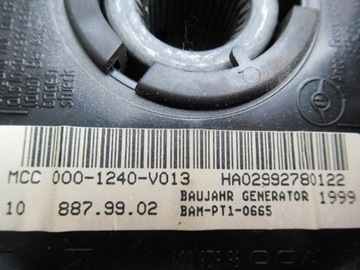 MCC 000-1240-V013 HA02992780122
BAUJAHR GENERATOR 1999
10 887.99.02 BAM-PT1-0665